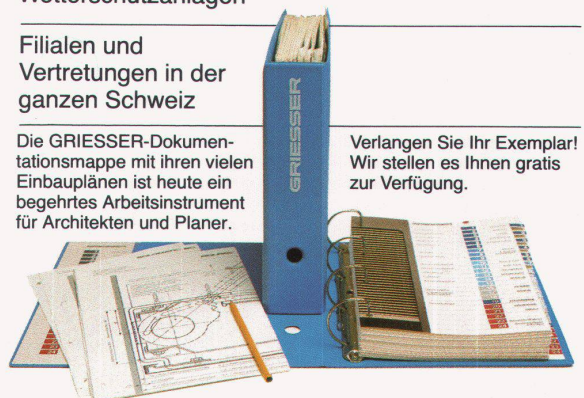 Wetterschutzanlagen
Filialen und
Vertretungen in der
ganzen Schweiz
Die GRIESSER-Dokumen-
tationsmappe mit ihren vielen
Einbauplänen ist heute ein
begehrtes Arbeitsinstrument
für Architekten und Planer.
GRIESSER
Verlangen Sie Ihr Exemplar!
Wir stellen es Ihnen gratis
zur Verfügung.